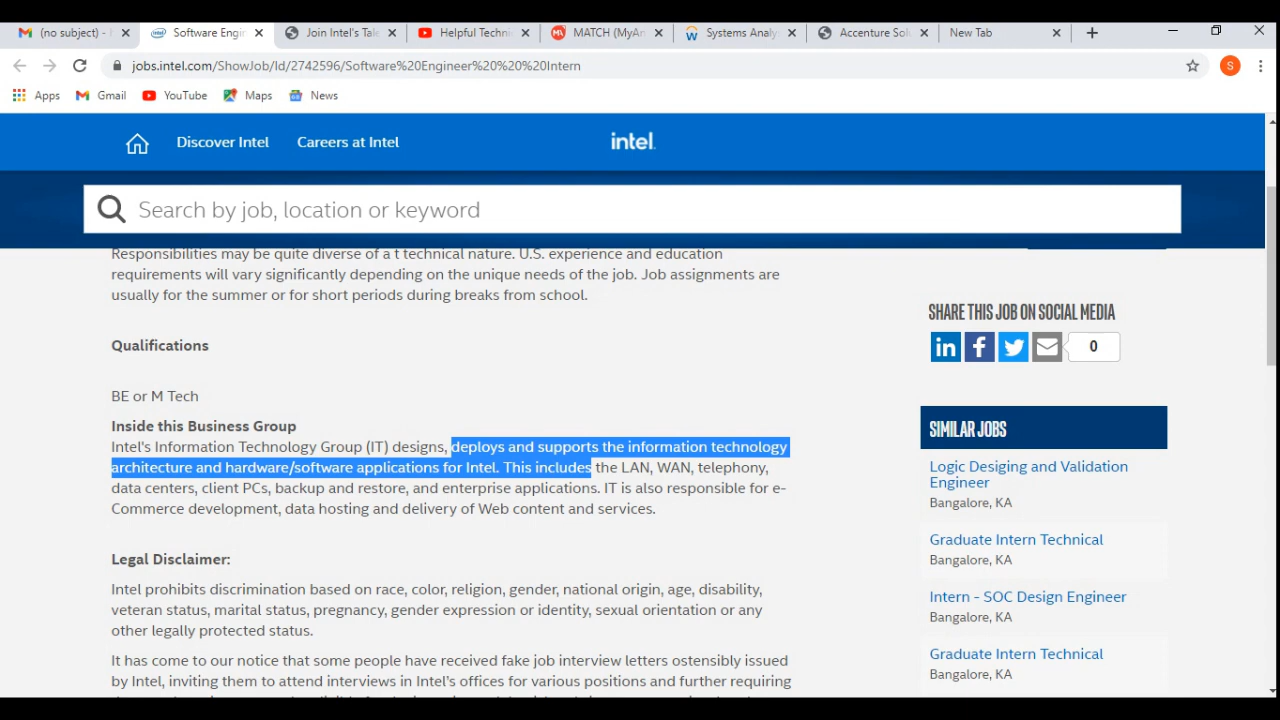 (no subject) -
Software Engin
Join Intel's Tale
Helpful Techni
MATCH (MyAn
Systems Analy
Accenture Sol
New Tab
jobs.intel.com/ShowJob/Id/2742596/Software%20Engineer%20%20%20Intern
S
Apps
Gmail
YouTube
Maps
News
Discover Intel
Careers at Intel
intel.
Search by job, location or keyword
Responsibilities may be quite diverse of a t technical nature. U.S. experience and education
requirements will vary significantly depending on the unique needs of the job. Job assignments are
usually for the summer or for short periods during breaks from school.
Qualifications
BE or M Tech
Inside this Business Group
Intel's Information Technology Group (IT) designs, deploys and supports the information technology
architecture and hardware/software applications for Intel. This includes the LAN, WAN, telephony,
data centers, client PCs, backup and restore, and enterprise applications. IT is also responsible for e-
Commerce development, data hosting and delivery of Web content and services.
Legal Disclaimer:
Intel prohibits discrimination based on race, color, religion, gender, national origin, age, disability,
veteran status, marital status, pregnancy, gender expression or identity, sexual orientation or any
other legally protected status.
It has come to our notice that some people have received fake job interview letters ostensibly issued
by Intel, inviting them to attend interviews in Intel's offices for various positions and further requiring
SHARE THIS JOB ON SOCIAL MEDIA
in f 0
SIMILAR JOBS
Logic Desiging and Validation
Engineer
Bangalore, KA
Graduate Intern Technical
Bangalore, KA
Intern - SOC Design Engineer
Bangalore, KA
Graduate Intern Technical
Bangalore, KA